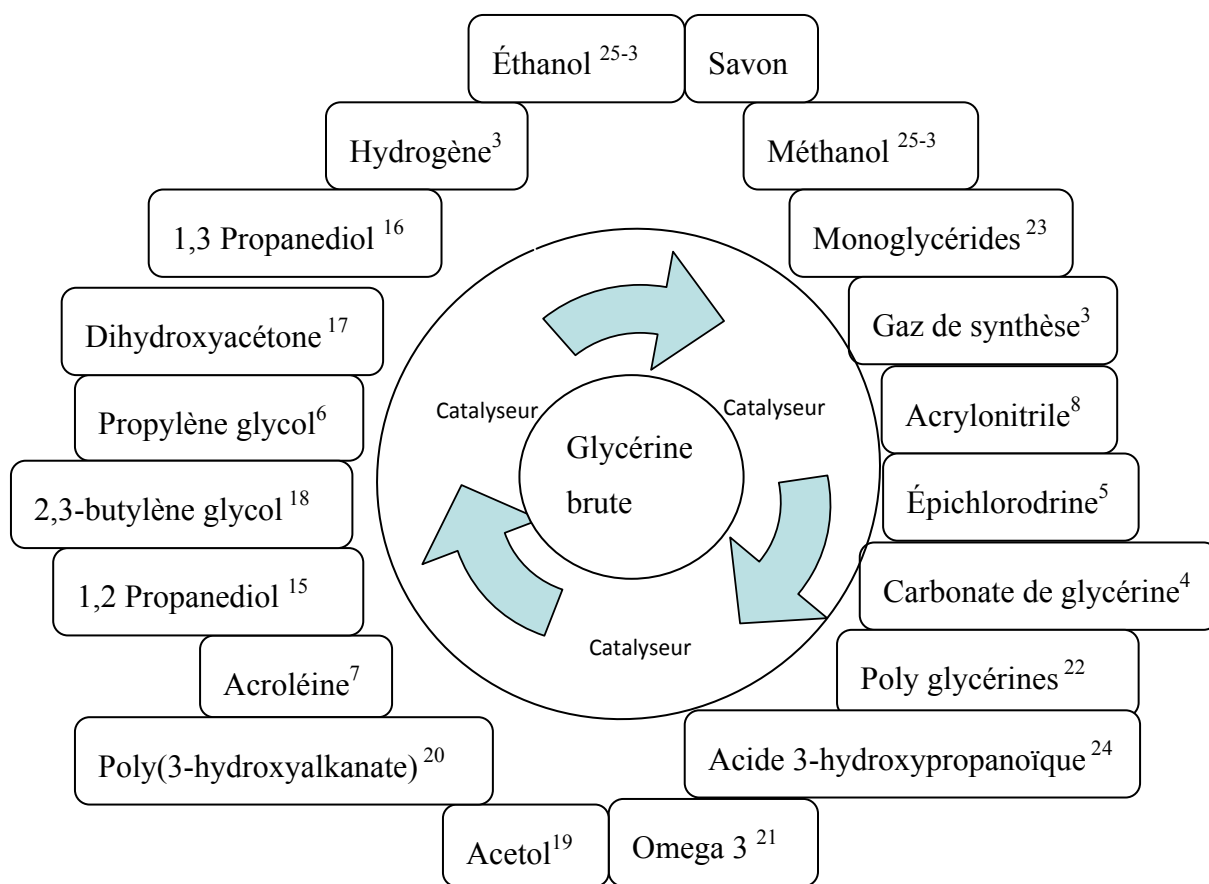 Éthanol 25-3
Savon
Hydrogène3
Méthanol 25-3
1,3 Propanediol 16
Monoglycérides 23
Dihydroxyacétone 17
Gaz de synthèse3
Propylène glycol6
Catalyseur
Catalyseur
Acrylonitrile8
Glycérine
brute
2,3-butylène glycol 18
Épichlorodrine5
1,2 Propanediol 15
Carbonate de glycérine4
Catalyseur
Acroléine7
Poly glycérines 22
Poly(3-hydroxyalkanate) 20
Acide 3-hydroxypropanoïque 24
Acetol19
Omega 3 21